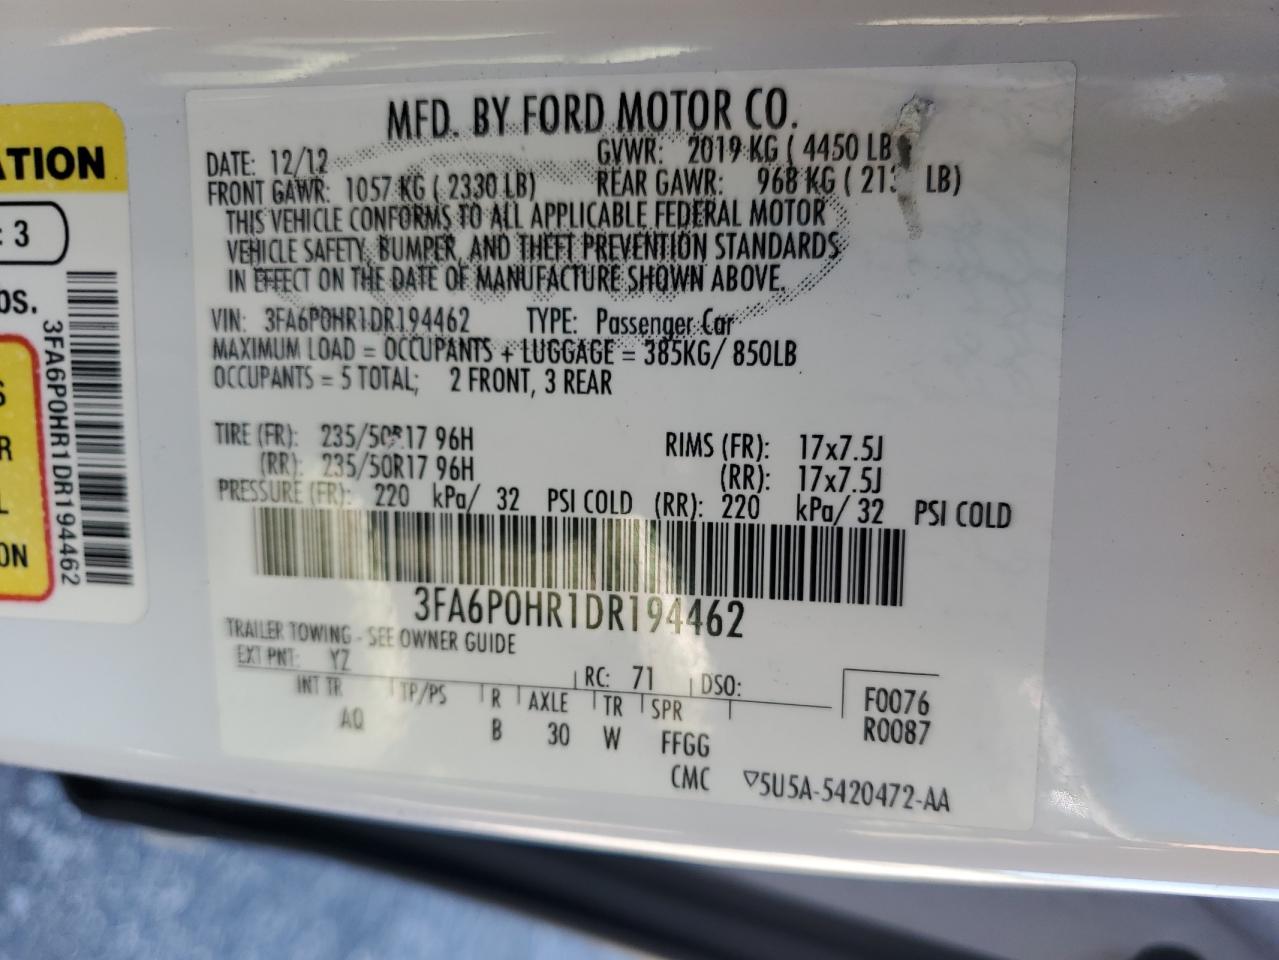 MFD. BY FORD MOTOR CO.
DATE: 12/12 GVWR: 2019 KG ( 4450 LB
FRONT GAWR: 1057 KG ( 2330 LB) REAR GAWR: 968 KG ( LB)
THIS VEHICLE CONFORMS TO ALL APPLICABLE FEDERAL MOTOR
VEHICLE SAFETY, BUMPER, AND THEFT PREVENTION STANDARDS
IN EFFECT ON THE DATE OF MANUFACTURE SHOWN ABOVE.
VIN: 3FA6P0HR1DR194462 TYPE: Passenger Car
MAXIMUM LOAD = OCCUPANTS + LUGGAGE = 385KG/ 850LB
OCCUPANTS = 5 TOTAL; 2 FRONT, 3 REAR
TIRE (FR): 235/50R17 96H RIMS (FR): 17x7.5J
(RR): 235/50R17 96H (RR): 17x7.5J
PRESSURE (FR): 220 kPa/ 32 PSI COLD (RR): 220 kPa/ 32 PSI COLD
3FA6P0HR1DR194462
TRAILER TOWING - SEE OWNER GUIDE
EXT PNT: YZ RC: 71 DSO:
INT TR TP/PS R AXLE TR SPR F0076
AQ B 30 W FFGG R0087
CMC ▽5U5A-5420472-AA
ATION
: 3
bs.
3FA6P0HR1DR194462
S
R
L
ON